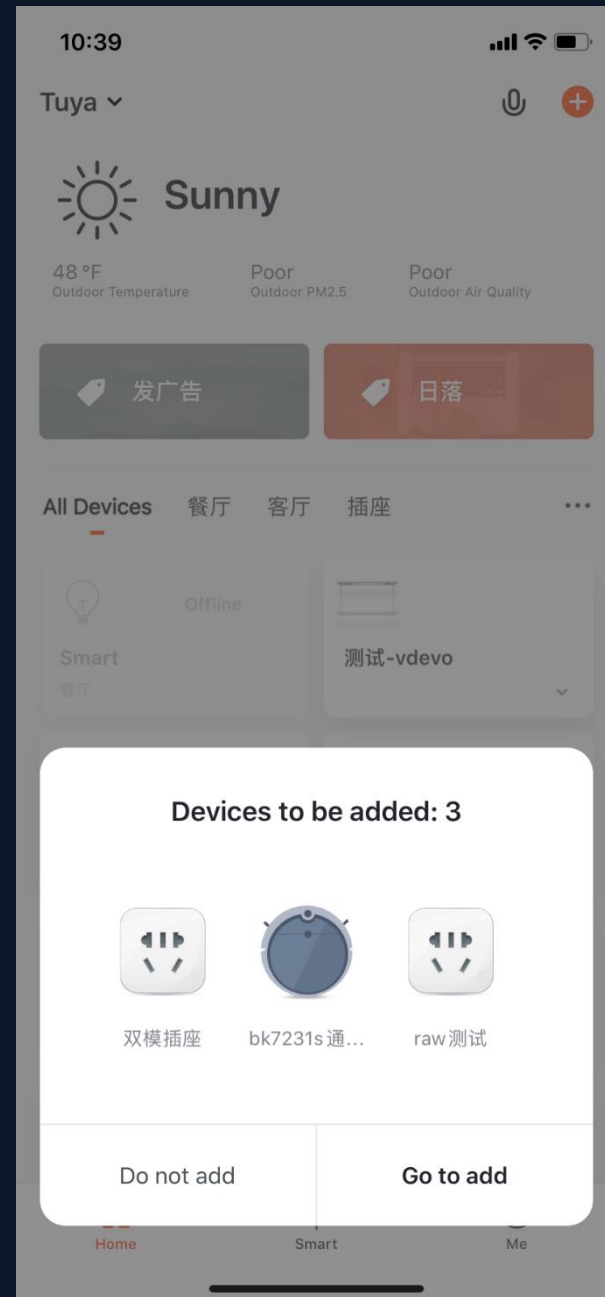 10:39
Tuya
Sunny
48 °F
Outdoor Temperature
Poor
Outdoor PM2.5
Poor
Outdoor Air Quality
发广告
日落
All Devices
餐厅
客厅
插座
Offline
Smart
餐厅
测试-vdevo
Devices to be added: 3
双模插座
bk7231s通...
raw测试
Do not add
Go to add
Home
Smart
Me